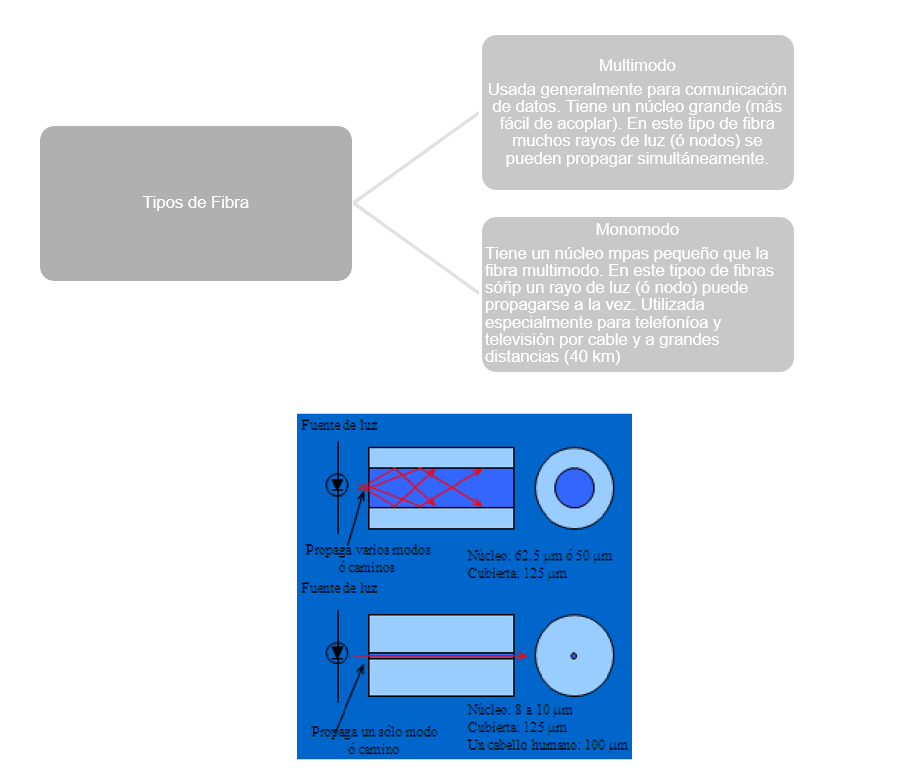 Multimodo
Usada generalmente para comunicación
de datos. Tiene un núcleo grande (más
fácil de acoplar). En este tipo de fibra
muchos rayos de luz (ó nodos) se
pueden propagar simultáneamente.
Tipos de Fibra
Monomodo
Tiene un núcleo mpas pequeño que la
fibra multimodo. En este tipoo de fibras
sóñp un rayo de luz (ó nodo) puede
propagarse a la vez. Utilizada
especialmente para telefoníoa y
televisión por cable y a grandes
distancias (40 km)
Fuente de luz
Propaga varios modos
ó caminos
Núcleo: 62.5 μm ó 50 μm
Cubierta: 125 μm
Fuente de luz
Propaga un sólo modo
ó camino
Núcleo: 8 a 10 μm
Cubierta: 125 μm
Un cabello humano: 100 μm